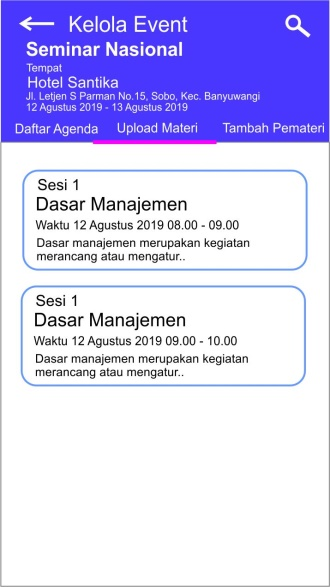 Kelola Event
Seminar Nasional
Tempat
Hotel Santika
Jl. Letjen S Parman No.15, Sobo, Kec. Banyuwangi
12 Agustus 2019 - 13 Agustus 2019
Daftar Agenda Upload Materi Tambah Pemateri
Sesi 1
Dasar Manajemen
Waktu 12 Agustus 2019 08.00 - 09.00
Dasar manajemen merupakan kegiatan
merancang atau mengatur..
Sesi 1
Dasar Manajemen
Waktu 12 Agustus 2019 09.00 - 10.00
Dasar manajemen merupakan kegiatan
merancang atau mengatur..